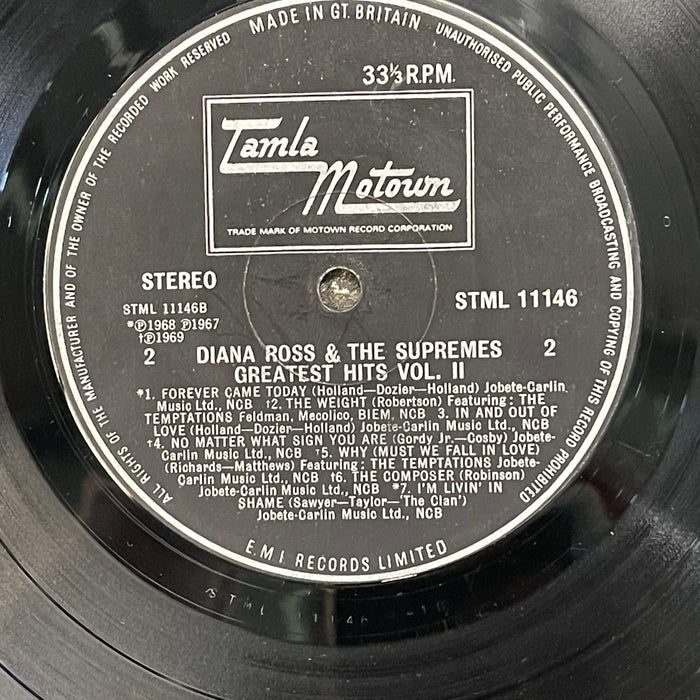 MADE IN GT. BRITAIN
UNAUTHORISED PUBLIC PERFORMANCE BROADCASTING AND COPYING OF THIS RECORD PROHIBITED
ALL RIGHTS OF THE MANUFACTURER AND OF THE OWNER OF THE RECORDED WORK RESERVED
33⅓ R.P.M.
Tamla
Motown
TRADE MARK OF MOTOWN RECORD CORPORATION
STEREO
STML 11146
STML 11146B
*℗1968 ℗1967
†℗1969
2 DIANA ROSS & THE SUPREMES 2
GREATEST HITS VOL. II
*1. FOREVER CAME TODAY (Holland—Dozier—Holland) Jobete-Carlin
Music Ltd., NCB †2. THE WEIGHT (Robertson) Featuring: THE
TEMPTATIONS Feldman, Mecolico, BIEM, NCB 3. IN AND OUT OF
LOVE (Holland—Dozier—Holland) Jobete-Carlin Music Ltd., NCB
†4. NO MATTER WHAT SIGN YOU ARE (Gordy Jr.—Cosby) Jobete-
Carlin Music Ltd., NCB †5. WHY (MUST WE FALL IN LOVE)
(Richards—Matthews) Featuring: THE TEMPTATIONS Jobete-
Carlin Music Ltd., NCB †6. THE COMPOSER (Robinson)
Jobete-Carlin Music Ltd., NCB *7. I'M LIVIN' IN
SHAME (Sawyer—Taylor—'The Clan')
Jobete-Carlin Music Ltd., NCB
E.M.I. RECORDS LIMITED
STML 11146